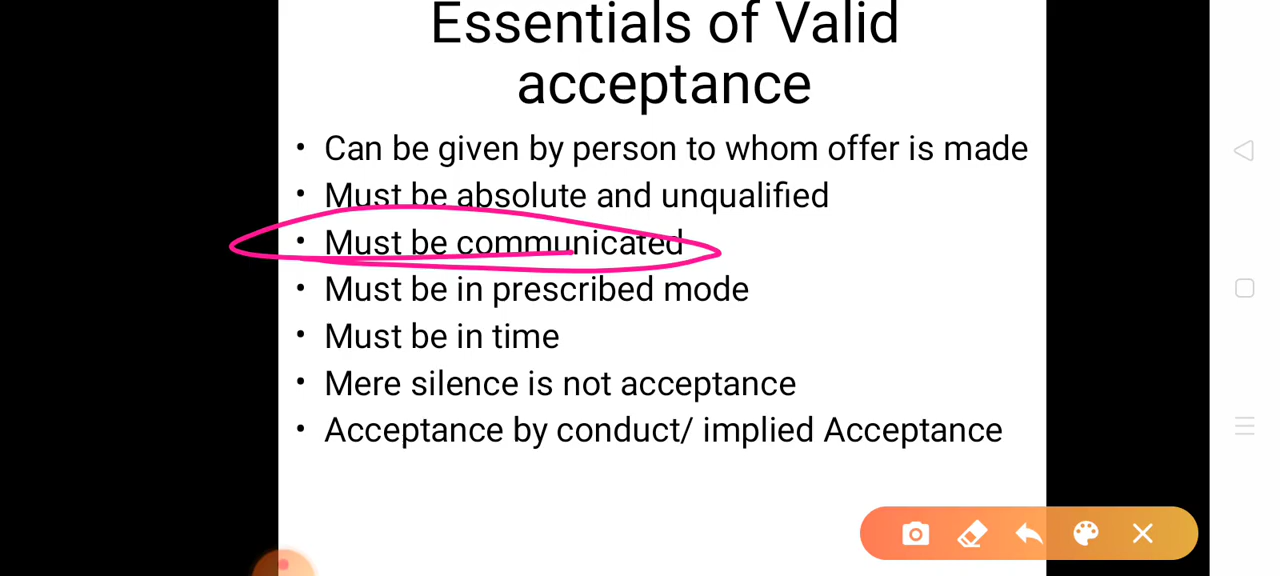 Essentials of Valid
acceptance
• Can be given by person to whom offer is made
• Must be absolute and unqualified
• Must be communicated
• Must be in prescribed mode
• Must be in time
• Mere silence is not acceptance
• Acceptance by conduct/ implied Acceptance